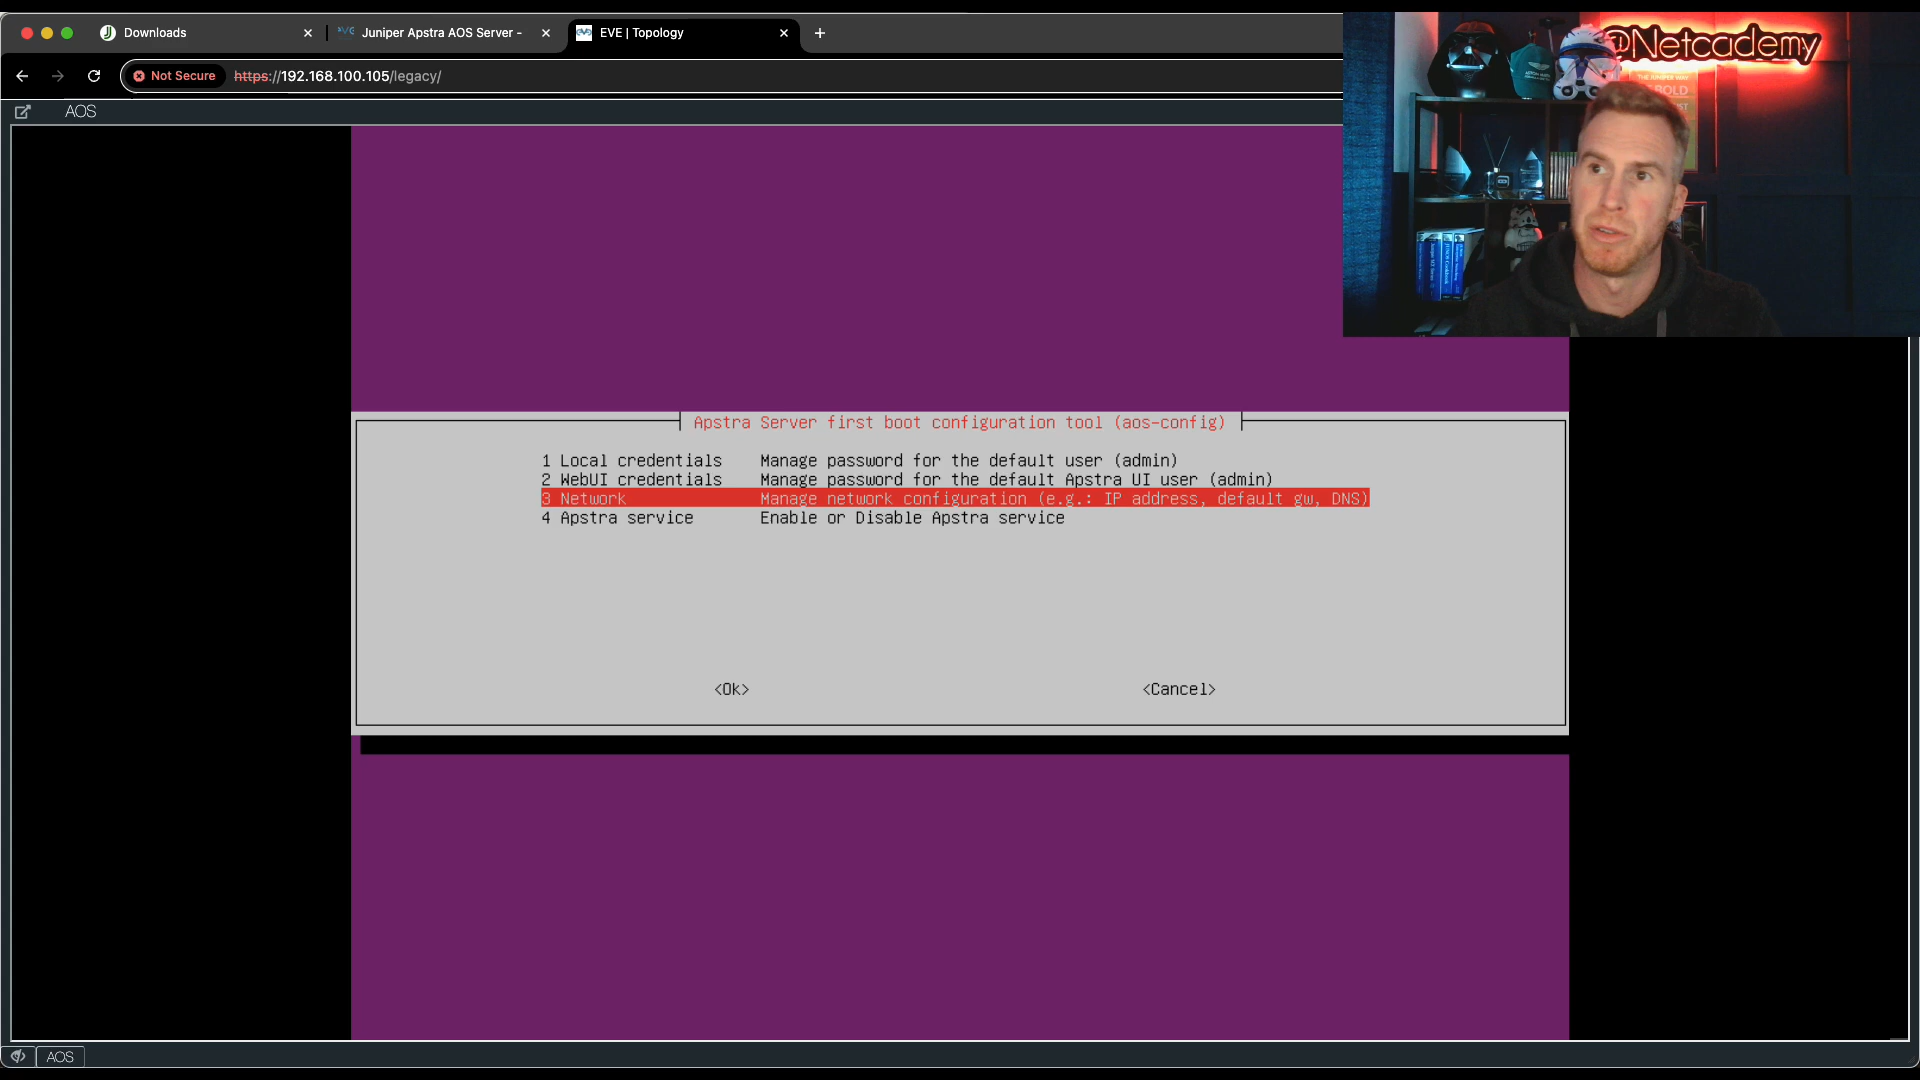 Downloads
Juniper Apstra AOS Server -
EVE | Topology
Not Secure
https://192.168.100.105/legacy/
AOS
@Netcademy
Apstra Server first boot configuration tool (aos-config)
1 Local credentials Manage password for the default user (admin)
2 WebUI credentials Manage password for the default Apstra UI user (admin)
3 Network Manage network configuration (e.g.: IP address, default gw, DNS)
4 Apstra service Enable or Disable Apstra service
<Ok> <Cancel>
AOS